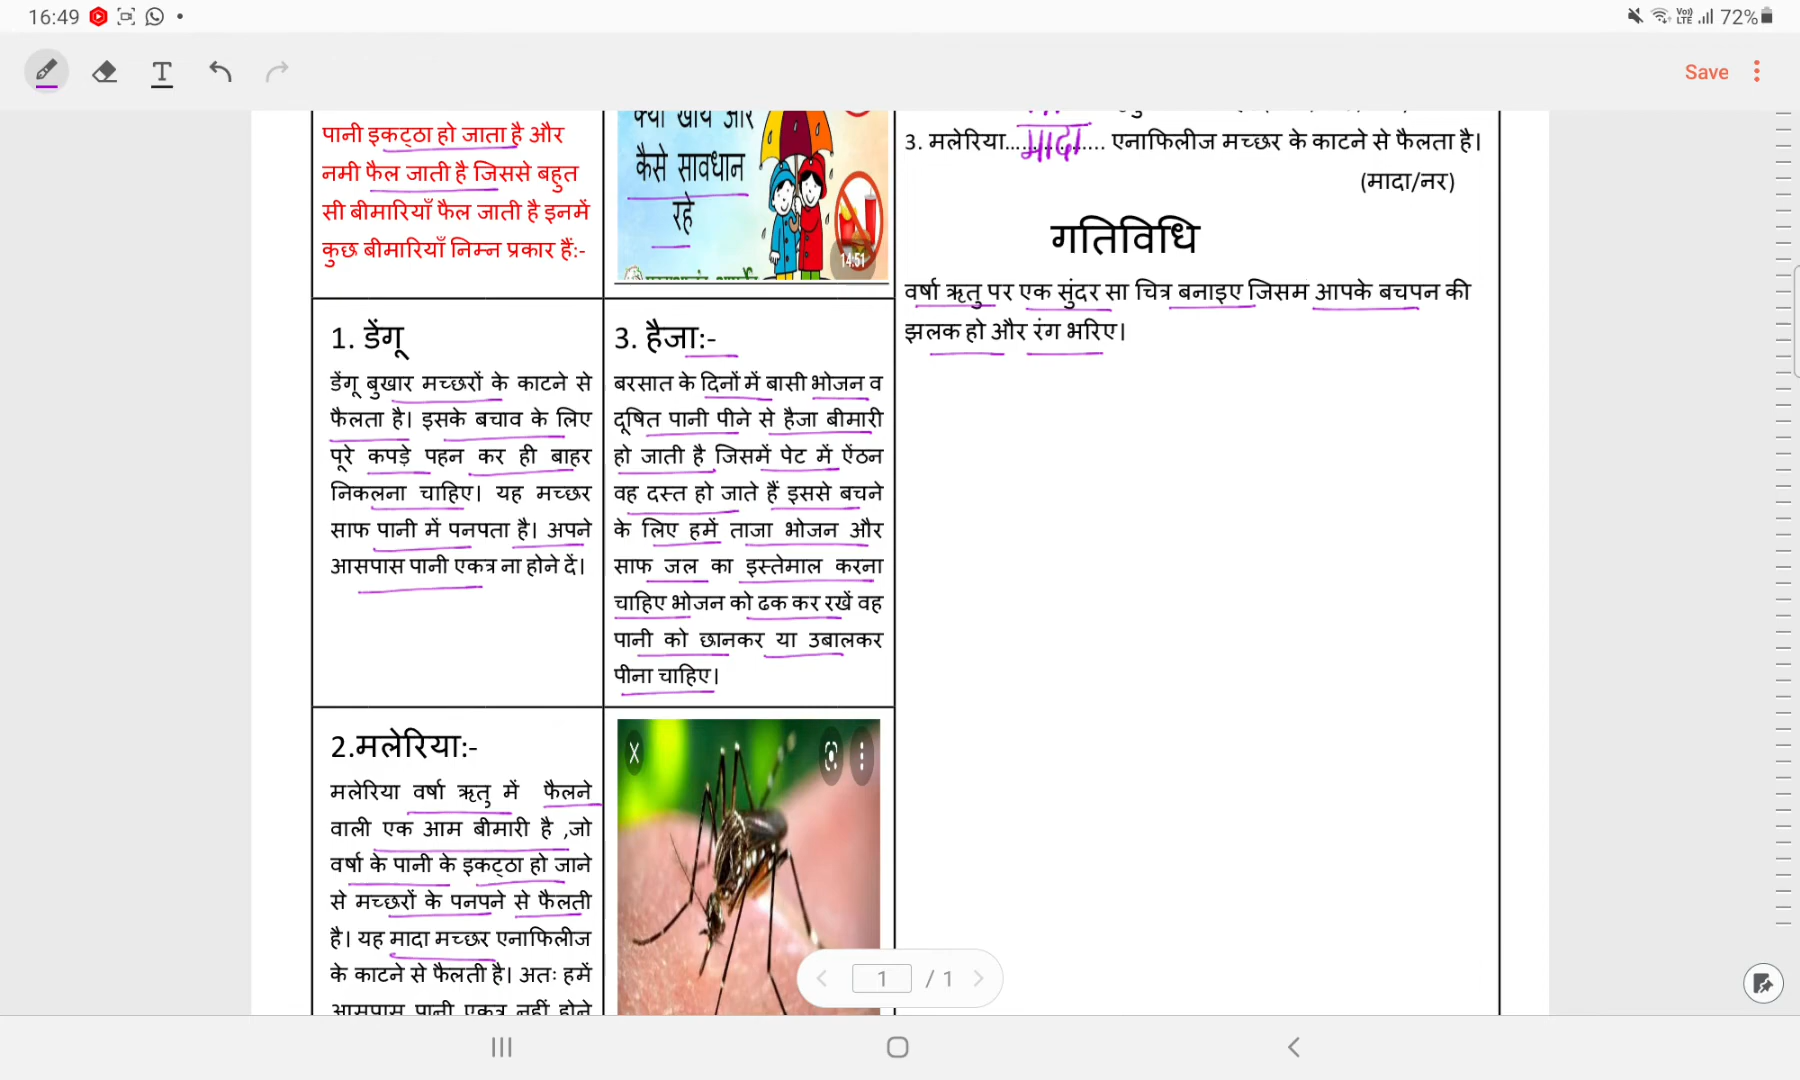 16:49
72%
Save
पानी इकट्ठा हो जाता है और
नमी फैल जाती है जिससे बहुत
सी बीमारियाँ फैल जाती है इनमें
कुछ बीमारियाँ निम्न प्रकार हैं:-
क्या खाये और
कैसे सावधान
रहे
14:51
1. डेंगू
डेंगू बुखार मच्छरों के काटने से
फैलता है। इसके बचाव के लिए
पूरे कपड़े पहन कर ही बाहर
निकलना चाहिए। यह मच्छर
साफ पानी में पनपता है। अपने
आसपास पानी एकत्र ना होने दें।
3. हैजा:-
बरसात के दिनों में बासी भोजन व
दूषित पानी पीने से हैजा बीमारी
हो जाती है जिसमें पेट में ऐंठन
वह दस्त हो जाते हैं इससे बचने
के लिए हमें ताजा भोजन और
साफ जल का इस्तेमाल करना
चाहिए भोजन को ढक कर रखें वह
पानी को छानकर या उबालकर
पीना चाहिए।
2.मलेरिया:-
मलेरिया वर्षा ऋतु में फैलने
वाली एक आम बीमारी है ,जो
वर्षा के पानी के इकट्ठा हो जाने
से मच्छरों के पनपने से फैलती
है। यह मादा मच्छर एनाफिलीज
के काटने से फैलती है। अतः हमें
आसपास पानी एकत्र नहीं होने
3. मलेरिया...मादा... एनाफिलीज मच्छर के काटने से फैलता है।
(मादा/नर)
गतिविधि
वर्षा ऋतु पर एक सुंदर सा चित्र बनाइए जिसम आपके बचपन की
झलक हो और रंग भरिए।
1 / 1